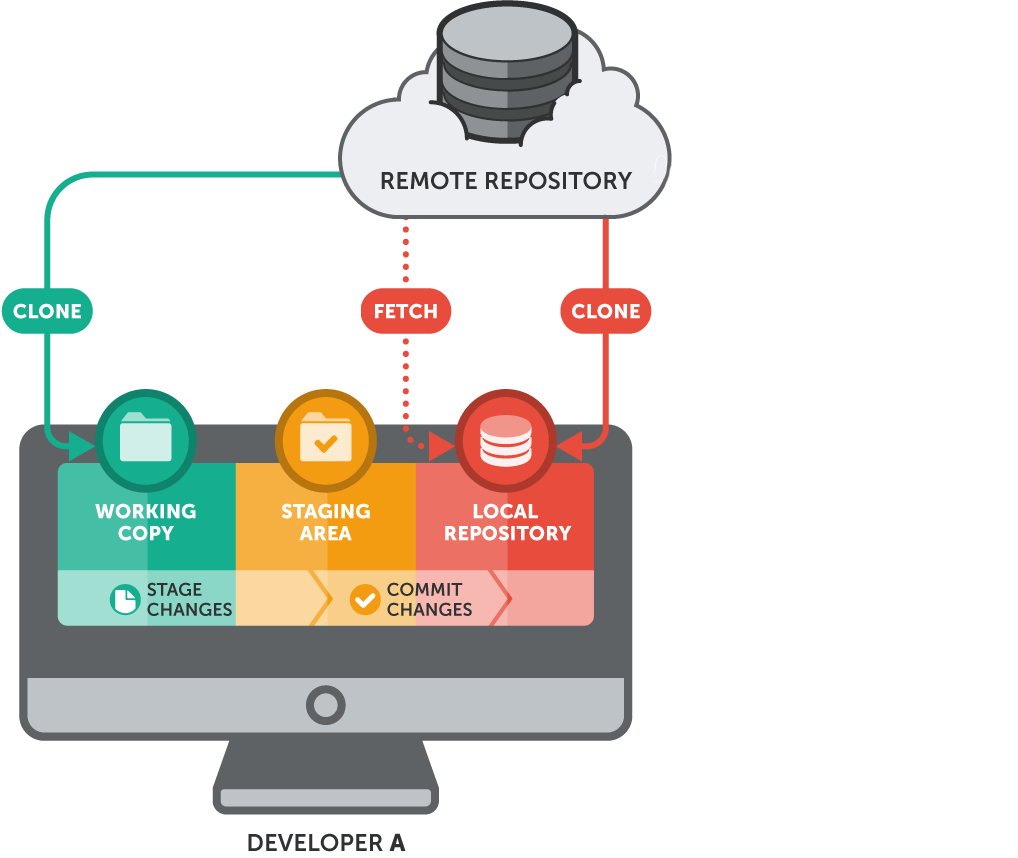 REMOTE REPOSITORY
CLONE
FETCH
CLONE
WORKING
COPY
STAGING
AREA
LOCAL
REPOSITORY
STAGE
CHANGES
COMMIT
CHANGES
DEVELOPER A